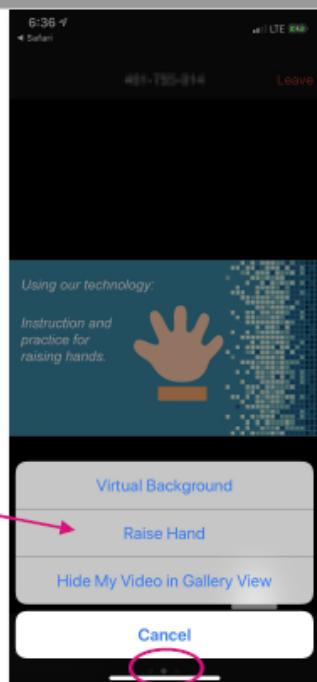 6:36
LTE
Safari
Leave
Using our technology:
Instruction and
practice for
raising hands.
Virtual Background
Raise Hand
Hide My Video in Gallery View
Cancel